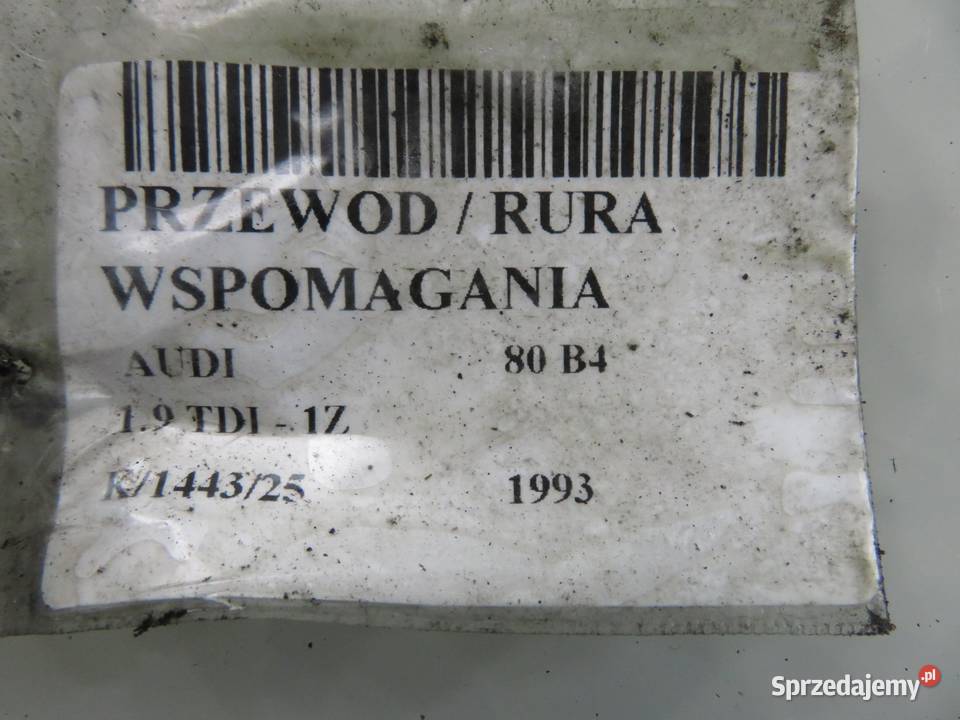 PRZEWOD / RURA
WSPOMAGANIA
AUDI 80 B4
1.9 TDI - 1Z
K/1443/25 1993
Sprzedajemy.pl